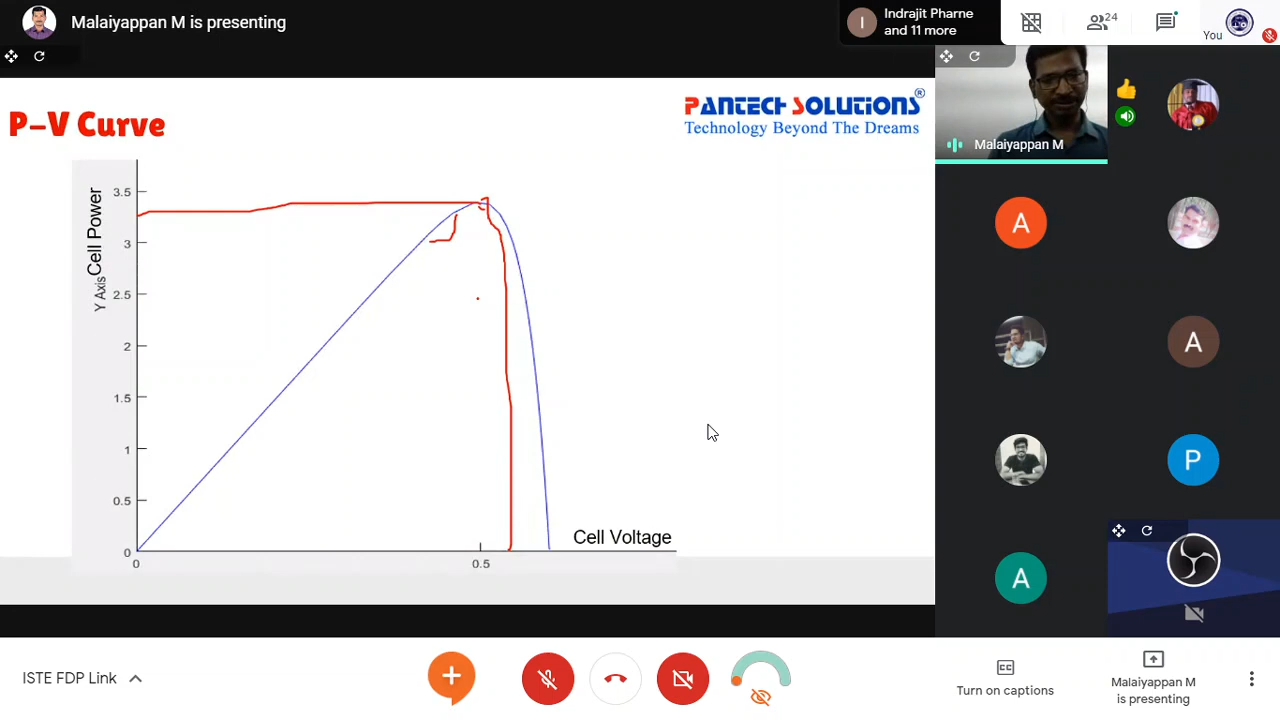 Malaiyappan M is presenting
Indrajit Pharne
and 11 more
I
24
You
P-V Curve
PANTECH SOLUTIONS®
Technology Beyond The Dreams
Malaiyappan M
Y Axis Cell Power
3.5
3
2.5
2
1.5
1
0.5
0
0
0.5
Cell Voltage
A
A
P
A
ISTE FDP Link
Turn on captions
Malaiyappan M
is presenting